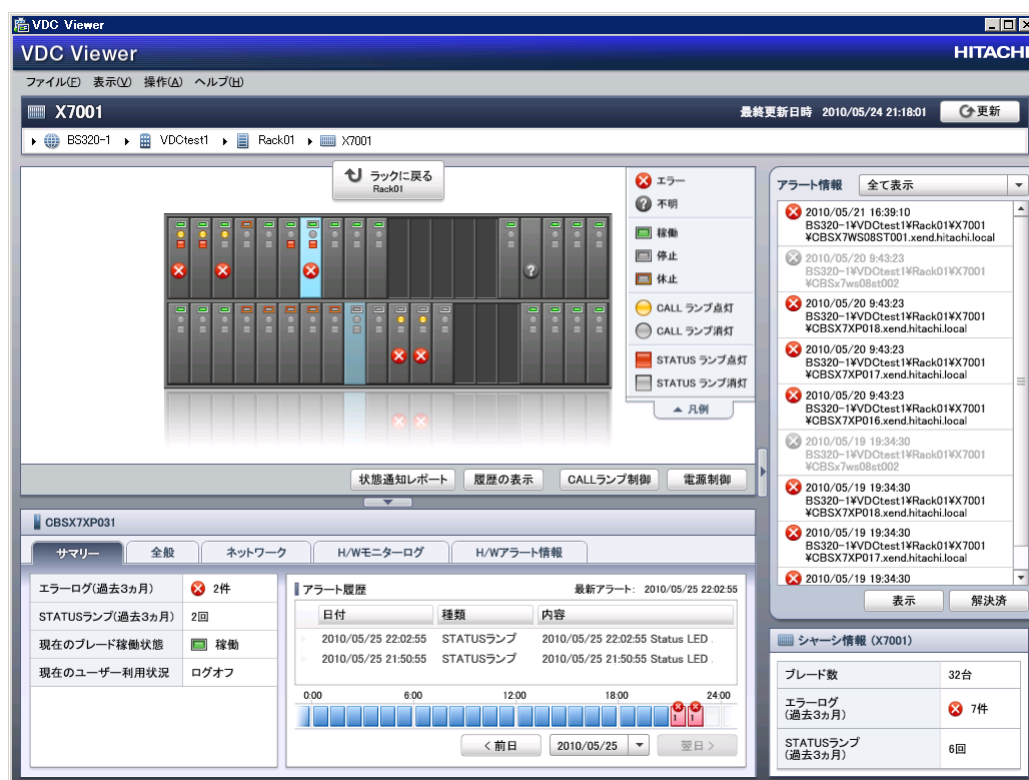 VDC Viewer
VDC Viewer
HITACHI
ファイル(F) 表示(V) 操作(A) ヘルプ(H)
X7001
最終更新日時 2010/05/24 21:18:01
更新
BS320-1
VDCtest1
Rack01
X7001
ラックに戻る
Rack01
エラー
不明
稼働
停止
休止
CALL ランプ点灯
CALL ランプ消灯
STATUS ランプ点灯
STATUS ランプ消灯
凡例
状態通知レポート
履歴の表示
CALLランプ制御
電源制御
アラート情報
全て表示
2010/05/21 16:39:10
BS320-1¥VDCtest1¥Rack01¥X7001
¥CBSX7WS08ST001.xend.hitachi.local
2010/05/20 9:43:23
BS320-1¥VDCtest1¥Rack01¥X7001
¥CBSx7ws08st002
2010/05/20 9:43:23
BS320-1¥VDCtest1¥Rack01¥X7001
¥CBSX7XP018.xend.hitachi.local
2010/05/20 9:43:23
BS320-1¥VDCtest1¥Rack01¥X7001
¥CBSX7XP017.xend.hitachi.local
2010/05/20 9:43:23
BS320-1¥VDCtest1¥Rack01¥X7001
¥CBSX7XP016.xend.hitachi.local
2010/05/19 19:34:30
BS320-1¥VDCtest1¥Rack01¥X7001
¥CBSx7ws08st002
2010/05/19 19:34:30
BS320-1¥VDCtest1¥Rack01¥X7001
¥CBSX7XP018.xend.hitachi.local
2010/05/19 19:34:30
BS320-1¥VDCtest1¥Rack01¥X7001
¥CBSX7XP017.xend.hitachi.local
2010/05/19 19:34:30
表示
解決済
CBSX7XP031
サマリー
全般
ネットワーク
H/Wモニターログ
H/Wアラート情報
エラーログ(過去3ヵ月) 2件
STATUSランプ(過去3ヵ月) 2回
現在のブレード稼働状態 稼働
現在のユーザー利用状況 ログオフ
アラート履歴
最新アラート: 2010/05/25 22:02:55
日付 種類 内容
2010/05/25 22:02:55 STATUSランプ 2010/05/25 22:02:55 Status LED
2010/05/25 21:50:55 STATUSランプ 2010/05/25 21:50:55 Status LED
0:00 6:00 12:00 18:00 24:00
1 1
< 前日
2010/05/25
翌日 >
シャーシ情報 (X7001)
ブレード数 32台
エラーログ
(過去3ヵ月) 7件
STATUSランプ
(過去3ヵ月) 6回